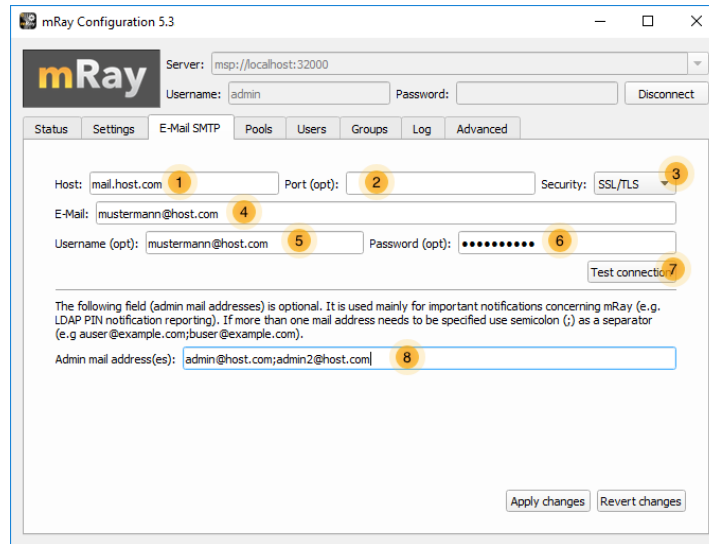 mRay Configuration 5.3
mRay
Server: msp://localhost:32000
Username: admin Password: Disconnect
Status Settings E-Mail SMTP Pools Users Groups Log Advanced
Host: mail.host.com 1 Port (opt): 2 Security: SSL/TLS 3
E-Mail: mustermann@host.com 4
Username (opt): mustermann@host.com 5 Password (opt): ●●●●●●●●●● 6
Test connection 7
The following field (admin mail addresses) is optional. It is used mainly for important notifications concerning mRay (e.g.
LDAP PIN notification reporting). If more than one mail address needs to be specified use semicolon (;) as a separator
(e.g auser@example.com;buser@example.com).
Admin mail address(es): admin@host.com;admin2@host.com 8
Apply changes Revert changes